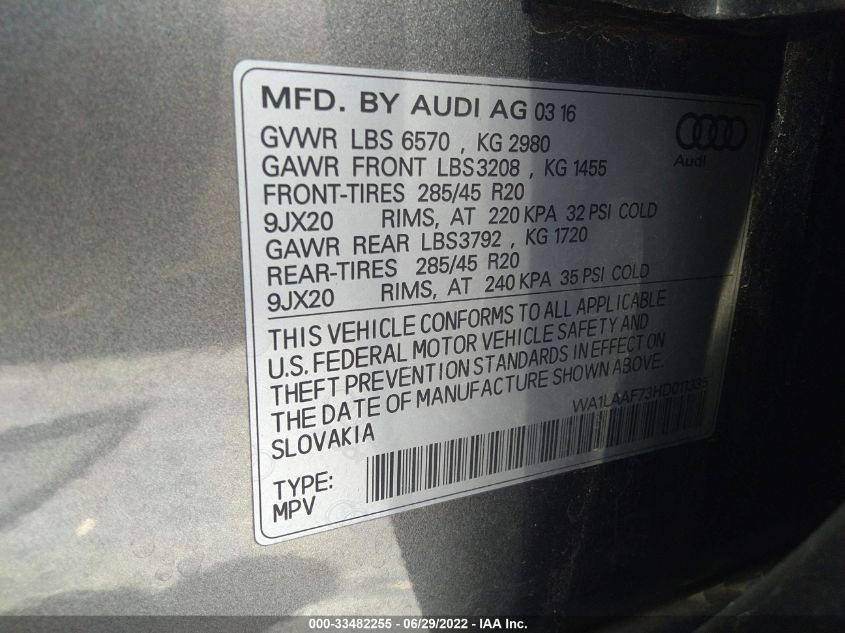 MFD. BY AUDI AG 03 16
GVWR LBS 6570 , KG 2980
GAWR FRONT LBS3208 , KG 1455
FRONT-TIRES 285/45 R20
9JX20 RIMS, AT 220 KPA 32 PSI COLD
GAWR REAR LBS3792 , KG 1720
REAR-TIRES 285/45 R20
9JX20 RIMS, AT 240 KPA 35 PSI COLD
Audi
THIS VEHICLE CONFORMS TO ALL APPLICABLE
U.S. FEDERAL MOTOR VEHICLE SAFETY AND
THEFT PREVENTION STANDARDS IN EFFECT ON
THE DATE OF MANUFACTURE SHOWN ABOVE.
SLOVAKIA
WA1LAAF73HD011335
TYPE:
MPV
000-33482255 - 06/29/2022 - IAA Inc.